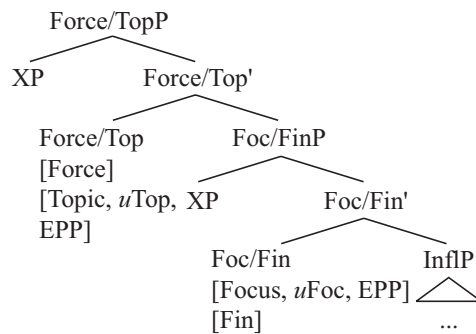 Force/TopP
XP Force/Top'
Force/Top Foc/FinP
[Force]
[Topic, uTop, XP Foc/Fin'
EPP]
Foc/Fin InflP
[Focus, uFoc, EPP]
[Fin] ...